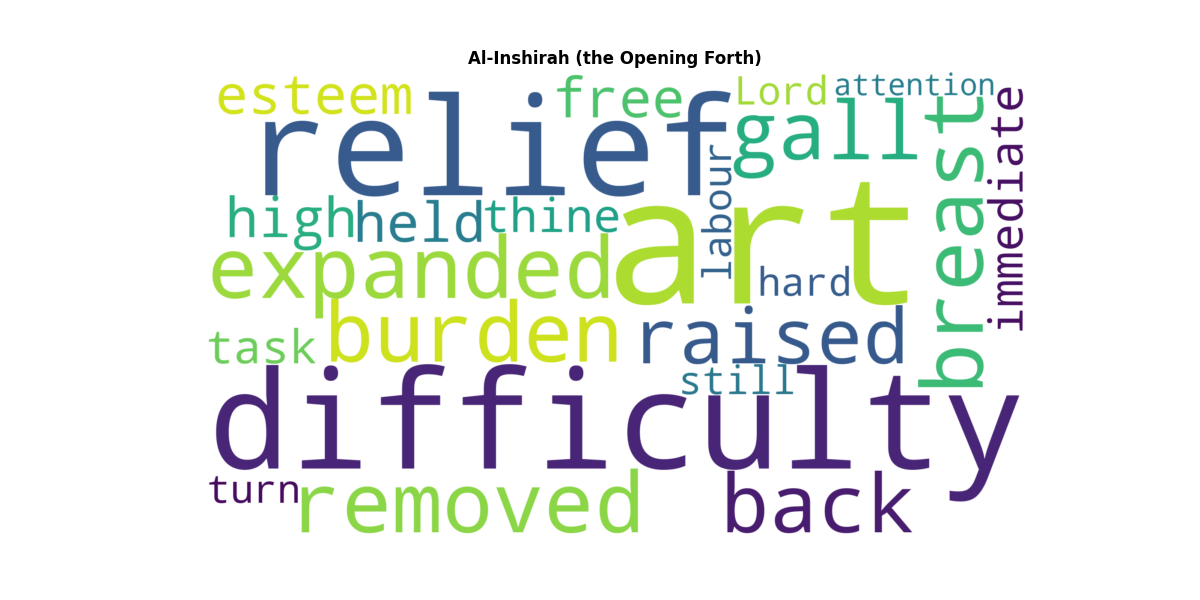 Al-Inshirah (the Opening Forth)
esteem
free
Lord
attention
relief
gall
breast
immediate
high
held
thine
art
labour
expanded
hard
task
burden
raised
still
difficulty
turn
removed
back